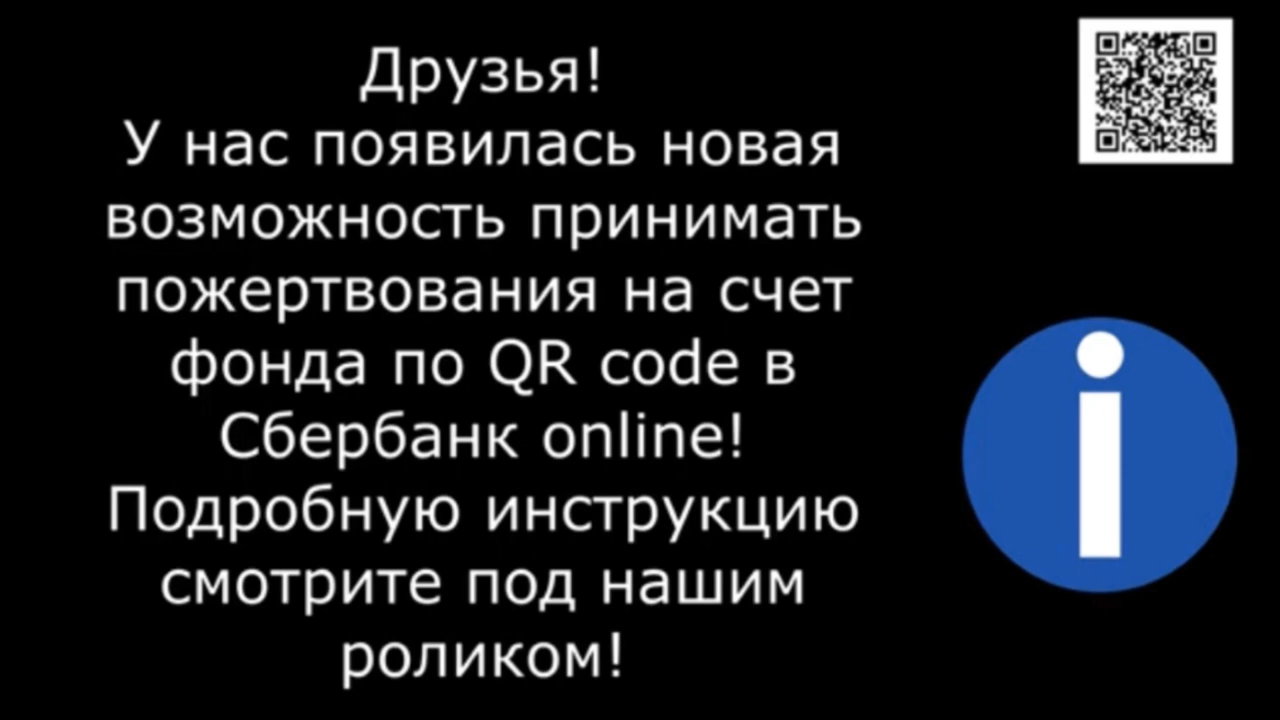 Друзья!
У нас появилась новая
возможность принимать
пожертвования на счет
фонда по QR code в
Сбербанк online!
Подробную инструкцию
смотрите под нашим
роликом!